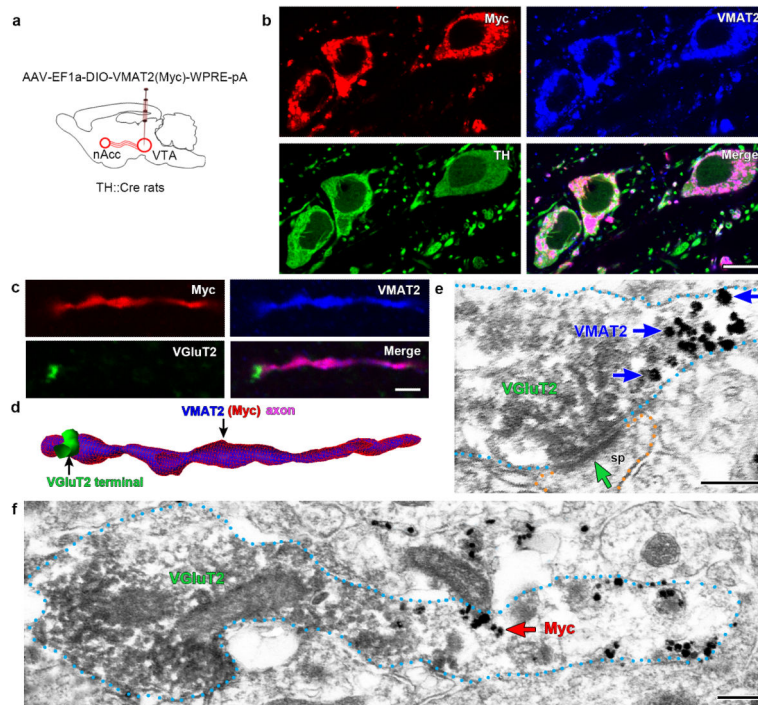 a
AAV-EF1a-DIO-VMAT2(Myc)-WPRE-pA
nAcc
VTA
TH::Cre rats
b
Myc
VMAT2
TH
Merge
c
Myc
VMAT2
VGluT2
Merge
d
VMAT2 (Myc) axon
VGluT2 terminal
e
VMAT2
VGluT2
sp
f
VGluT2
Myc